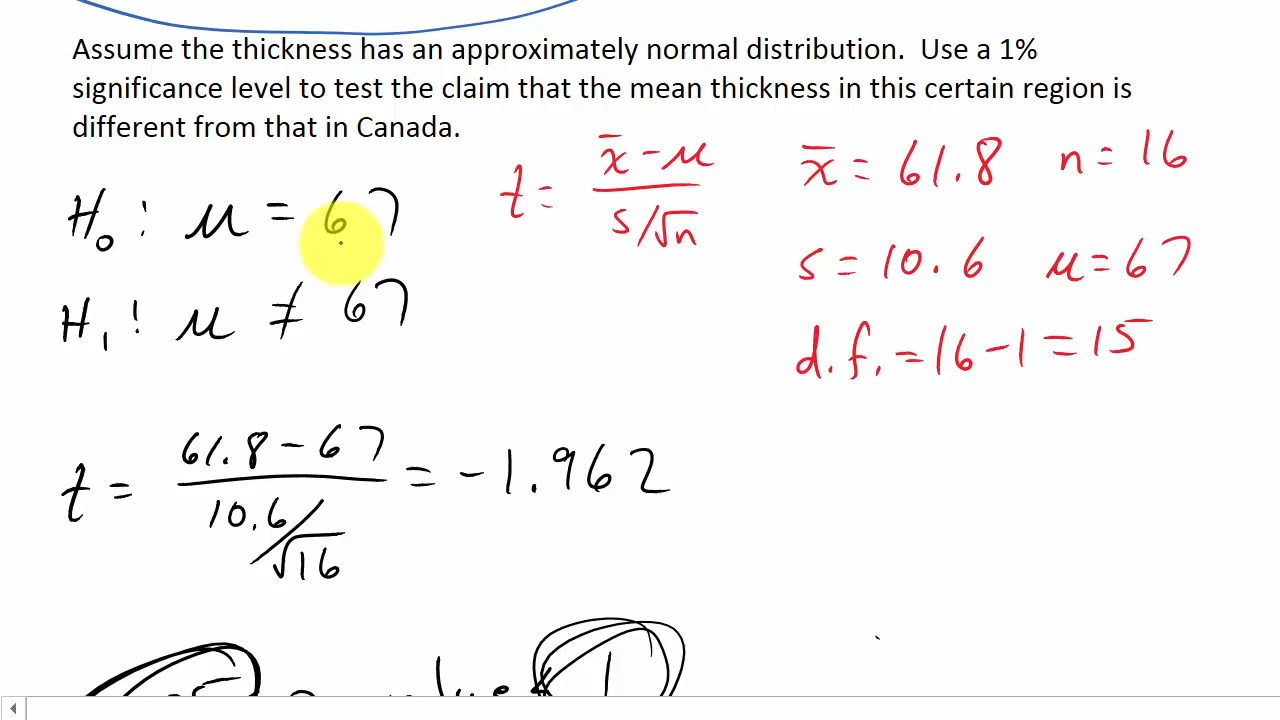 Assume the thickness has an approximately normal distribution. Use a 1%
significance level to test the claim that the mean thickness in this certain region is
different from that in Canada.
H₀ : μ = 67
H₁ : μ ≠ 67
t = (x̄ - μ) / (s/√n)
x̄ = 61.8 n = 16
s = 10.6 μ = 67
d.f. = 16 - 1 = 15
t = (61.8 - 67) / (10.6/√16) = -1.962